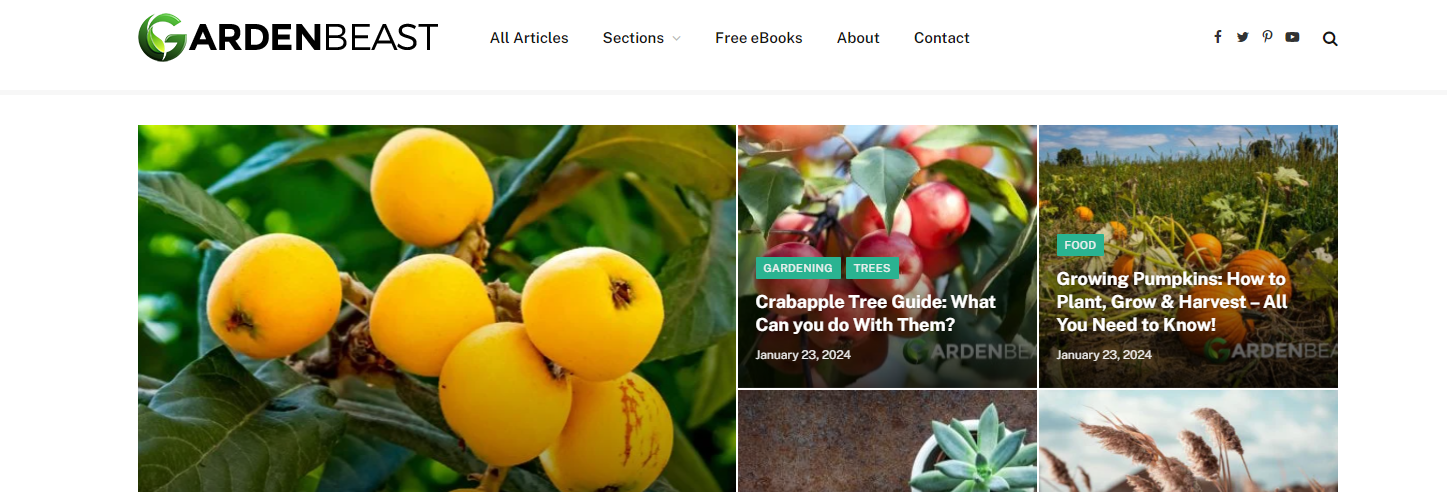 GARDENBEAST
All Articles
Sections
Free eBooks
About
Contact
GARDENING
TREES
Crabapple Tree Guide: What
Can you do With Them?
January 23, 2024
GARDENBEA
FOOD
Growing Pumpkins: How to
Plant, Grow & Harvest – All
You Need to Know!
January 23, 2024
GARDENBEA